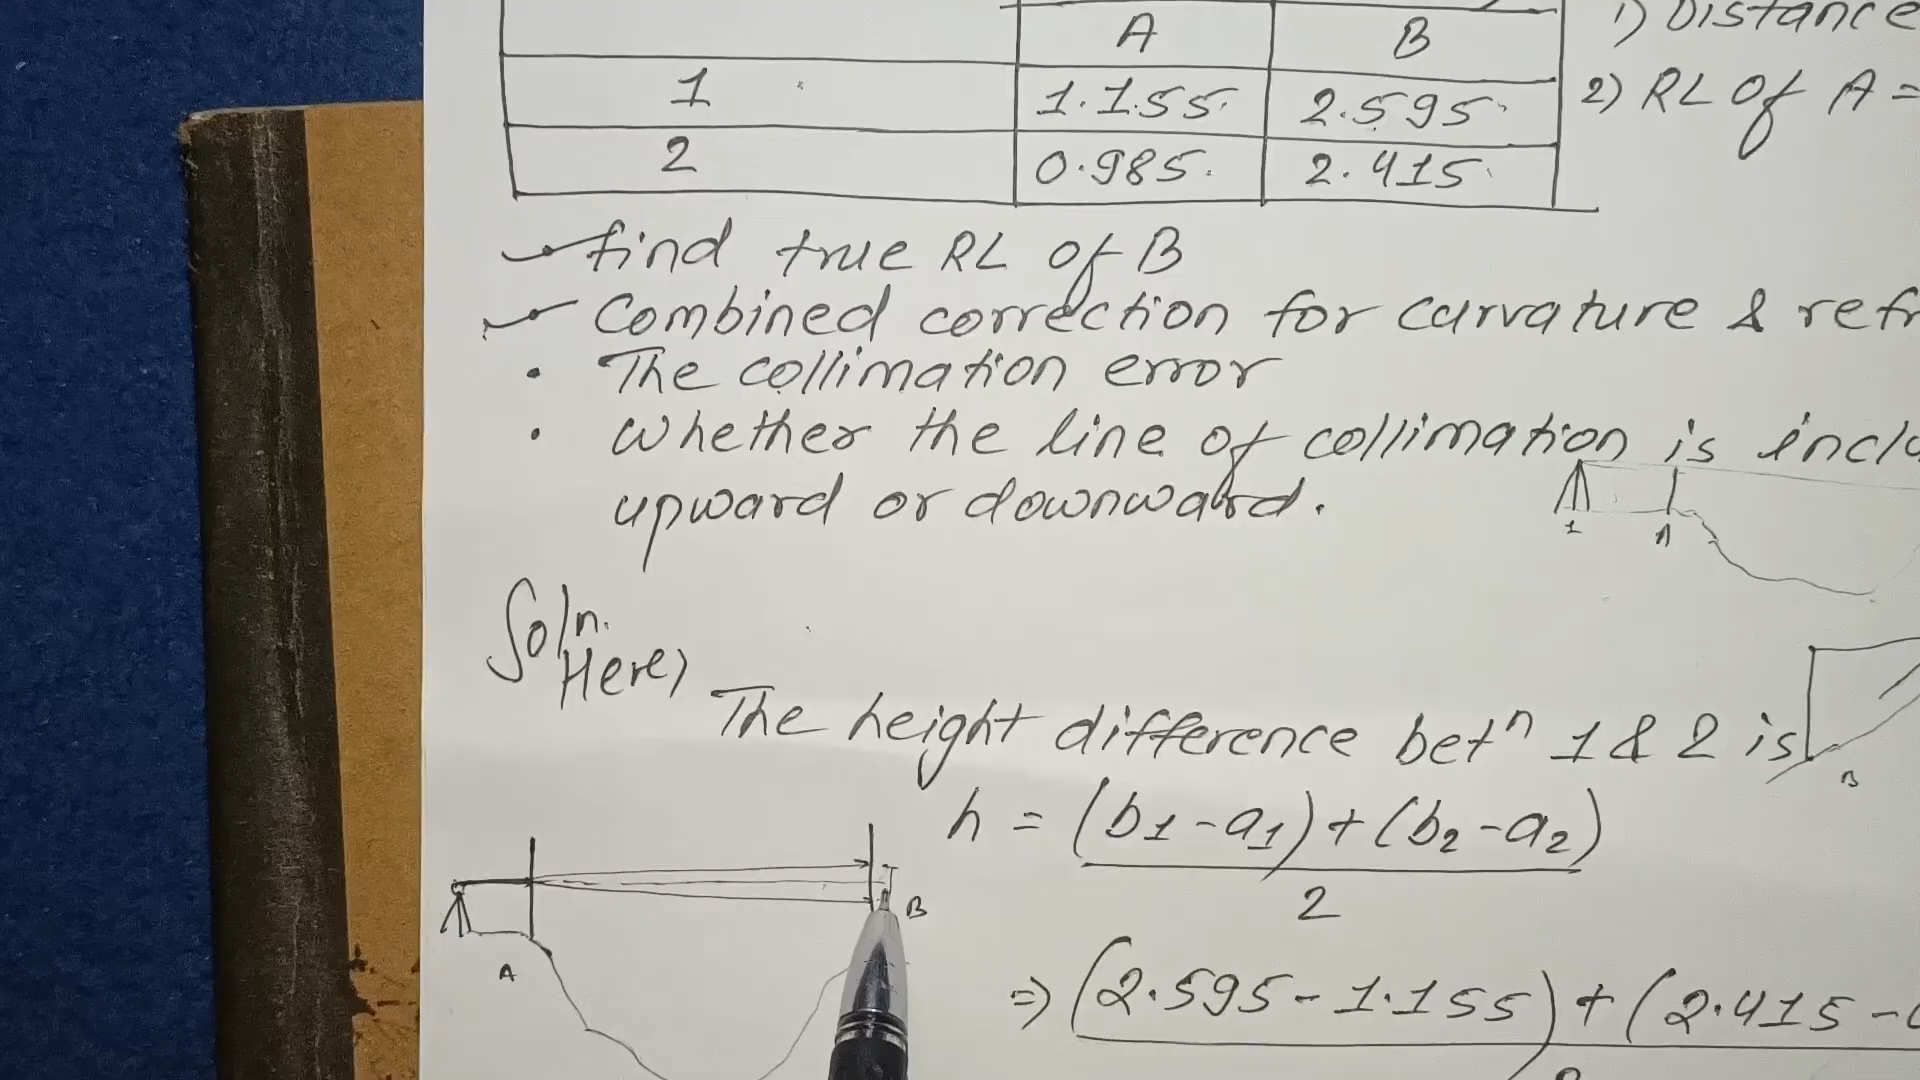 A B
1) Distance
1 1.155 2.595
2) RL of A =
2 0.985 2.415
find true RL of B
Combined correction for curvature & refr
• The collimation error
• Whether the line of collimation is incl
upward or downward.
1 A
Soln.
Here,
The height difference betn 1 & 2 is
B
h = (b1-a1)+(b2-a2)
2
A B
=> (2.595-1.155)+(2.415-